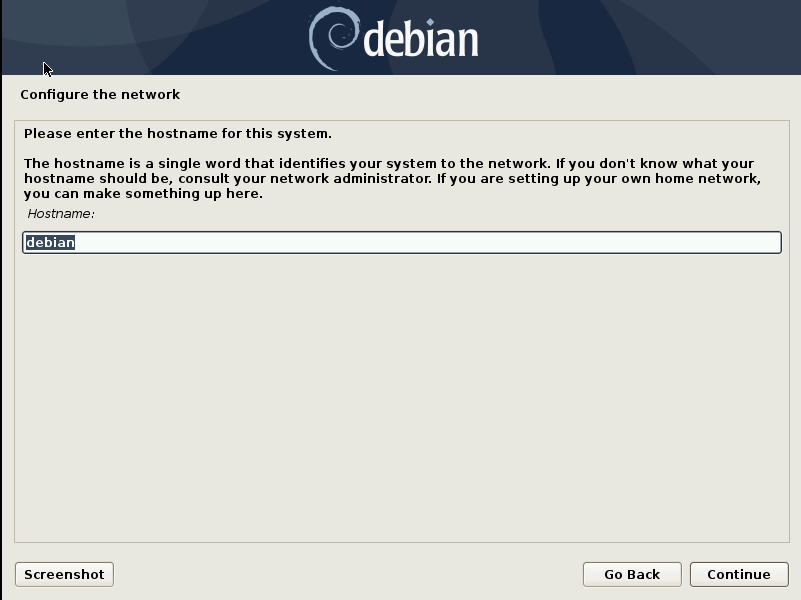 debian
Configure the network
Please enter the hostname for this system.
The hostname is a single word that identifies your system to the network. If you don't know what your
hostname should be, consult your network administrator. If you are setting up your own home network,
you can make something up here.
Hostname:
debian
Screenshot
Go Back
Continue